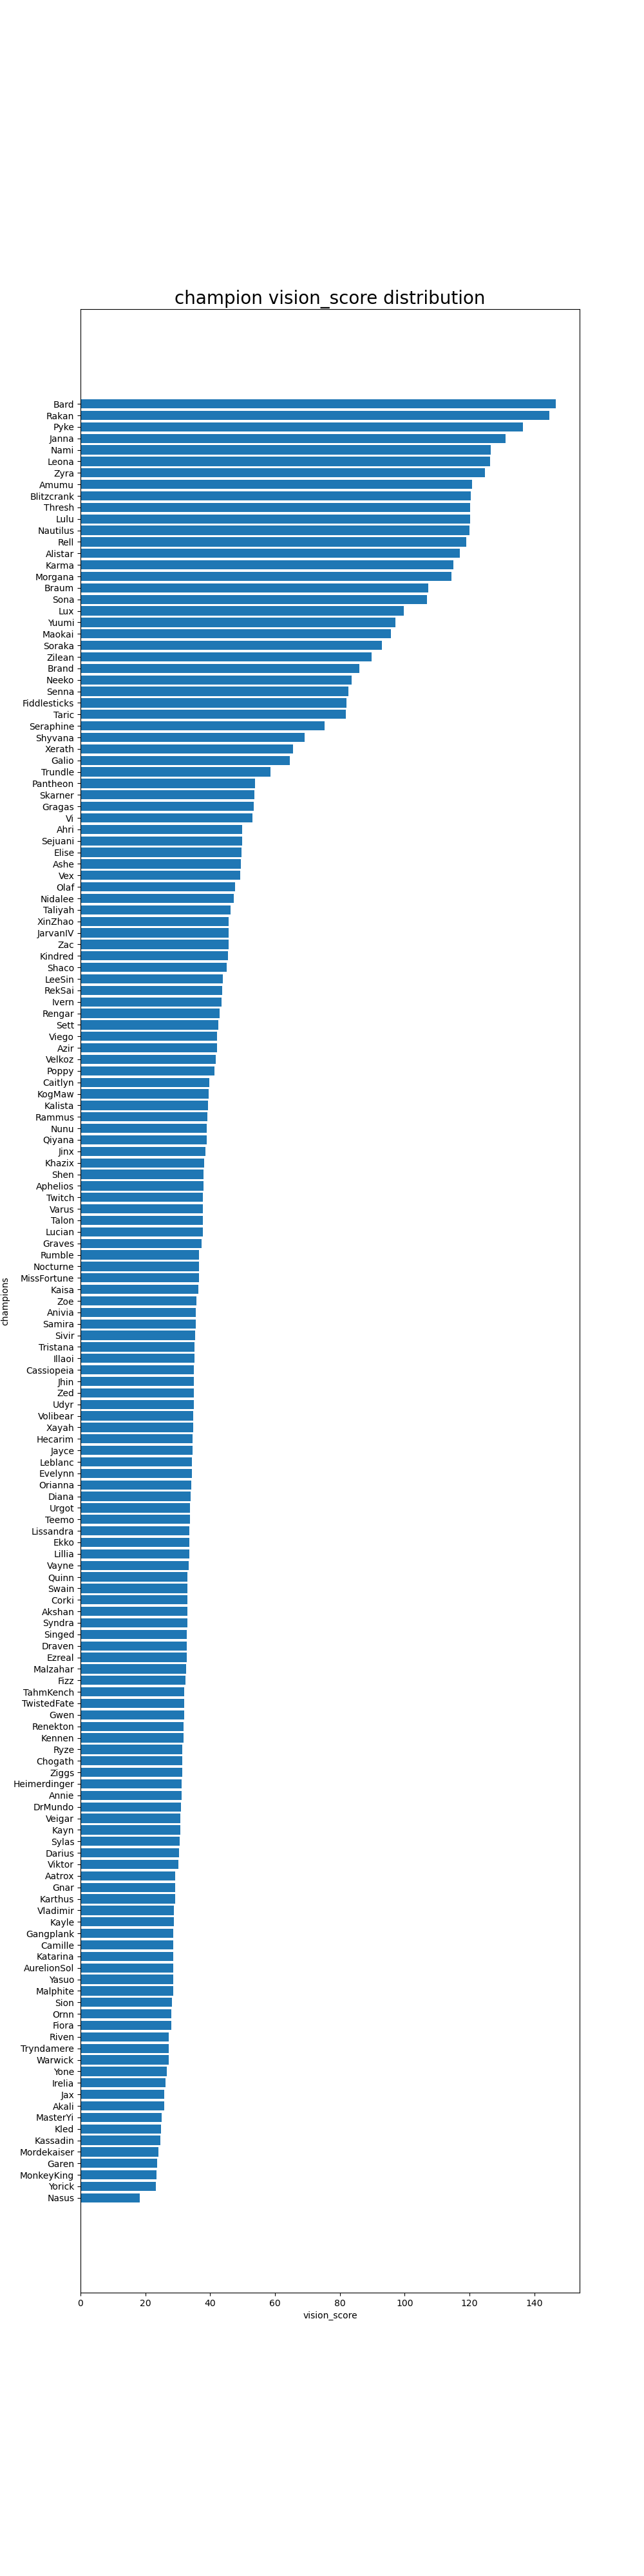 champion vision_score distribution
Bard
Rakan
Pyke
Janna
Nami
Leona
Zyra
Amumu
Blitzcrank
Thresh
Lulu
Nautilus
Rell
Alistar
Karma
Morgana
Braum
Sona
Lux
Yuumi
Maokai
Soraka
Zilean
Brand
Neeko
Senna
Fiddlesticks
Taric
Seraphine
Shyvana
Xerath
Galio
Trundle
Pantheon
Skarner
Gragas
Vi
Ahri
Sejuani
Elise
Ashe
Vex
Olaf
Nidalee
Taliyah
XinZhao
JarvanIV
Zac
Kindred
Shaco
LeeSin
RekSai
Ivern
Rengar
Sett
Viego
Azir
Velkoz
Poppy
Caitlyn
KogMaw
Kalista
Rammus
Nunu
Qiyana
Jinx
Khazix
Shen
Aphelios
Twitch
Varus
Talon
Lucian
Graves
Rumble
Nocturne
MissFortune
Kaisa
Zoe
Anivia
Samira
Sivir
Tristana
Illaoi
Cassiopeia
Jhin
Zed
Udyr
Volibear
Xayah
Hecarim
Jayce
Leblanc
Evelynn
Orianna
Diana
Urgot
Teemo
Lissandra
Ekko
Lillia
Vayne
Quinn
Swain
Corki
Akshan
Syndra
Singed
Draven
Ezreal
Malzahar
Fizz
TahmKench
TwistedFate
Gwen
Renekton
Kennen
Ryze
Chogath
Ziggs
Heimerdinger
Annie
DrMundo
Veigar
Kayn
Sylas
Darius
Viktor
Aatrox
Gnar
Karthus
Vladimir
Kayle
Gangplank
Camille
Katarina
AurelionSol
Yasuo
Malphite
Sion
Ornn
Fiora
Riven
Tryndamere
Warwick
Yone
Irelia
Jax
Akali
MasterYi
Kled
Kassadin
Mordekaiser
Garen
MonkeyKing
Yorick
Nasus
champions
0 20 40 60 80 100 120 140
vision_score